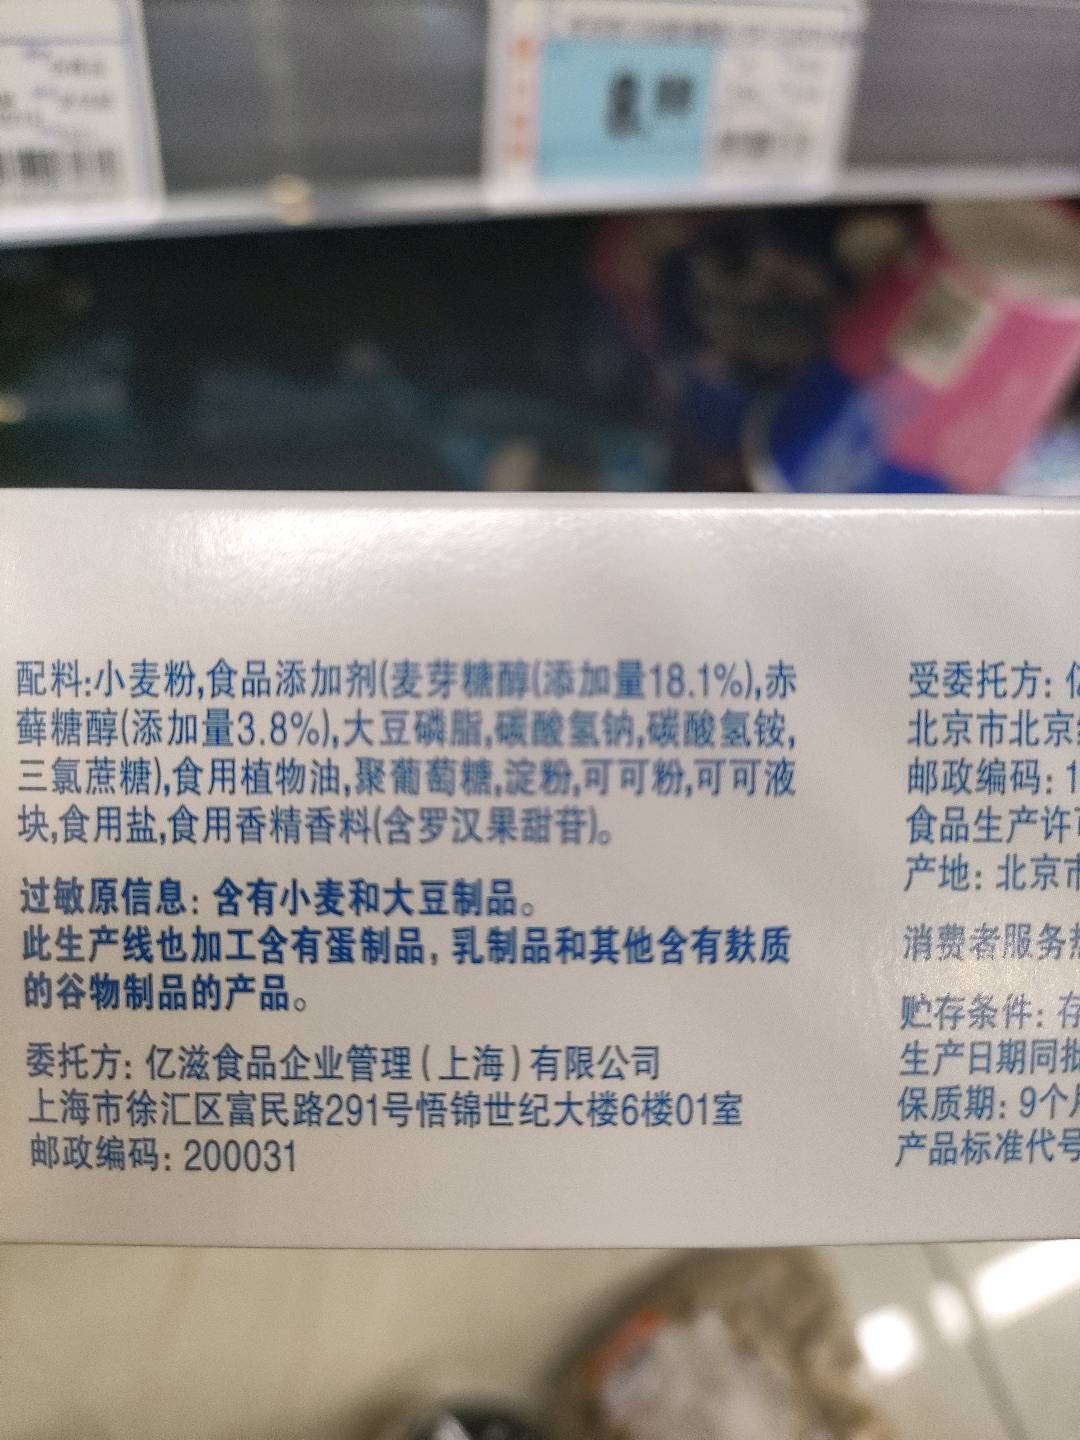 配料:小麦粉,食品添加剂(麦芽糖醇(添加量18.1%),赤
藓糖醇(添加量3.8%),大豆磷脂,碳酸氢钠,碳酸氢铵,
三氯蔗糖),食用植物油,聚葡萄糖,淀粉,可可粉,可可液
块,食用盐,食用香精香料(含罗汉果甜苷)。
过敏原信息: 含有小麦和大豆制品。
此生产线也加工含有蛋制品, 乳制品和其他含有麸质
的谷物制品的产品。
委托方: 亿滋食品企业管理(上海)有限公司
上海市徐汇区富民路291号悟锦世纪大楼6楼01室
邮政编码: 200031
受委托方:
北京市北京
邮政编码: 1
食品生产许
产地: 北京市
消费者服务
贮存条件: 存
生产日期同批
保质期: 9个
产品标准代号